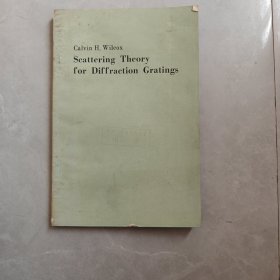 Calvin H. Wilcox
Scattering Theory
for Diffraction Gratings